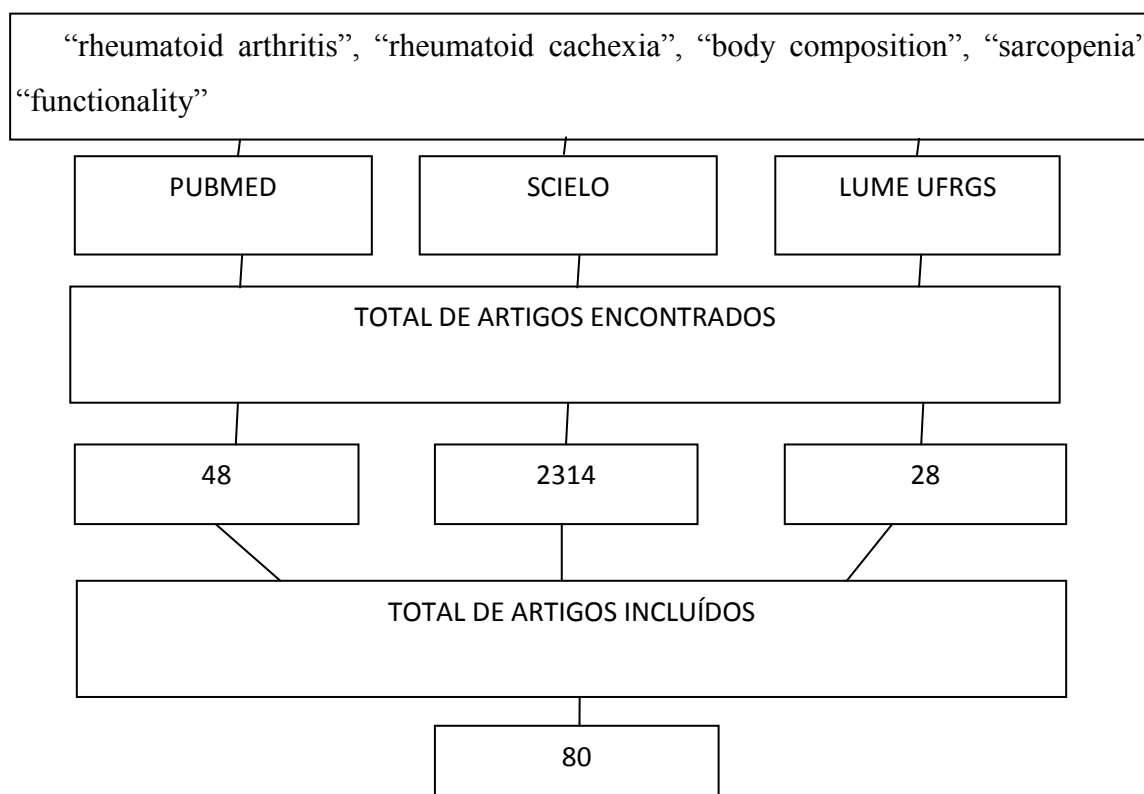 “rheumatoid arthritis”, “rheumatoid cachexia”, “body composition”, “sarcopenia”
“functionality”
PUBMED
SCIELO
LUME UFRGS
TOTAL DE ARTIGOS ENCONTRADOS
48
2314
28
TOTAL DE ARTIGOS INCLUÍDOS
80